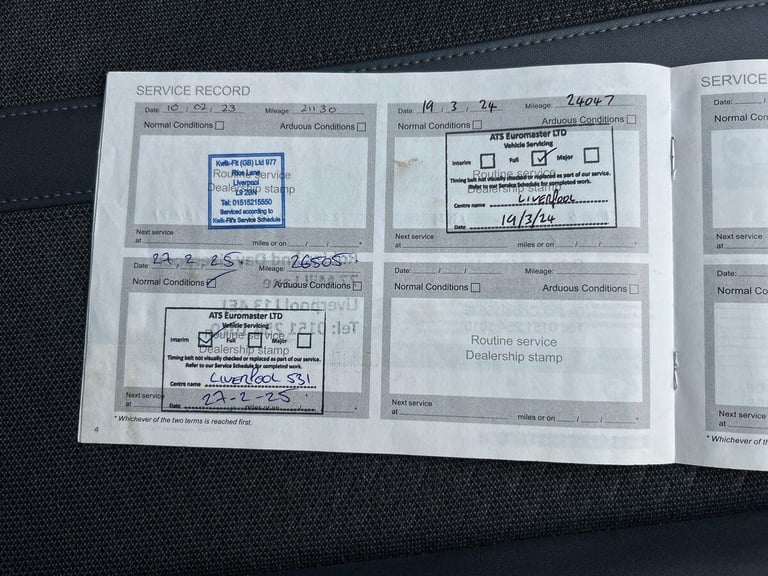 SERVICE RECORD
Date: 10 / 02 / 23 Mileage: 21130
Normal Conditions Arduous Conditions
Kwik-Fit (GB) Ltd 977
Rice Lane
Liverpool
L9 2BN
Tel: 01515215550
Serviced according to
Kwik-Fit's Service Schedule
Routine service
Dealership stamp
Next service
at miles or on / / *
Date: 19 / 3 / 24 Mileage: 24047
Normal Conditions Arduous Conditions
ATS Euromaster LTD
Vehicle Servicing
Interim Full Major
Timing belt not visually checked or replaced as part of our service.
Refer to our Service Schedule for completed work.
Centre name LIVERPOOL
Date 19/3/24
Routine service
Dealership stamp
Next service
at miles or on / / *
Date: 27 / 2 / 25 Mileage: 26505
Normal Conditions Arduous Conditions
ATS Euromaster LTD
Vehicle Servicing
Interim Full Major
Timing belt not visually checked or replaced as part of our service.
Refer to our Service Schedule for completed work.
Centre name LIVERPOOL 531
Date 27-2-25
Routine service
Dealership stamp
Next service
at miles or on / / *
Date: / / Mileage:
Normal Conditions Arduous Conditions
Routine service
Dealership stamp
Next service
at miles or on / / *
* Whichever of the two terms is reached first.
4
SERVICE
Date: /
Normal Co
Next service
at
Date: /
Normal Co
Next service
at
* Whichever of th